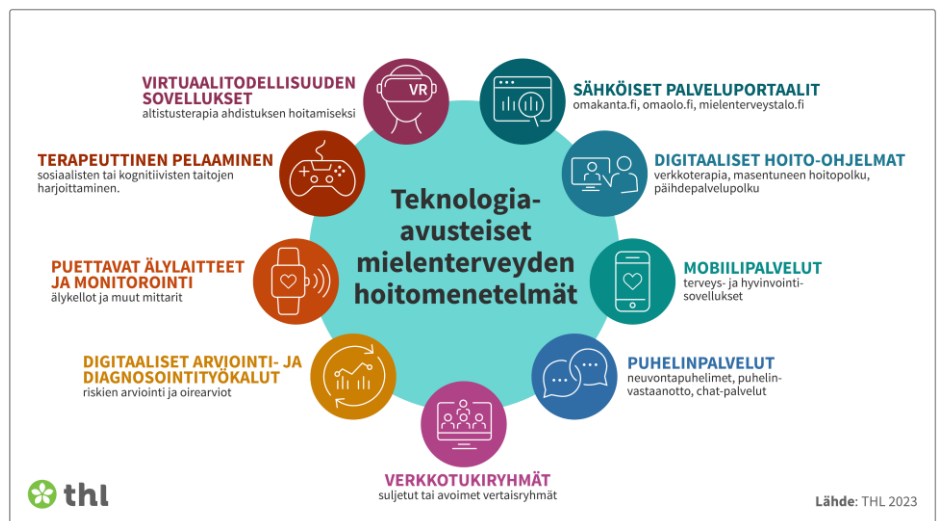 Teknologia-
avusteiset
mielenterveyden
hoitomenetelmät
SÄHKÖISET PALVELUPORTAALIT
omakanta.fi, omaolo.fi, mielenterveystalo.fi
DIGITAALISET HOITO-OHJELMAT
verkkoterapia, masentuneen hoitopolku,
päihdepalvelupolku
MOBIILIPALVELUT
terveys- ja hyvinvointi-
sovellukset
PUHELINPALVELUT
neuvontapuhelimet, puhelin-
vastaanotto, chat-palvelut
VERKKOTUKIRYHMÄT
suljetut tai avoimet vertaisryhmät
DIGITAALISET ARVIOINTI- JA
DIAGNOSOINTITYÖKALUT
riskien arviointi ja oirearviot
PUETTAVAT ÄLYLAITTEET
JA MONITOROINTI
älykellot ja muut mittarit
TERAPEUTTINEN PELAAMINEN
sosiaalisten tai kognitiivisten taitojen
harjoittaminen.
VIRTUAALITODELLISUUDEN
SOVELLUKSET
altistusterapia ahdistuksen hoitamiseksi
VR
thl
Lähde: THL 2023